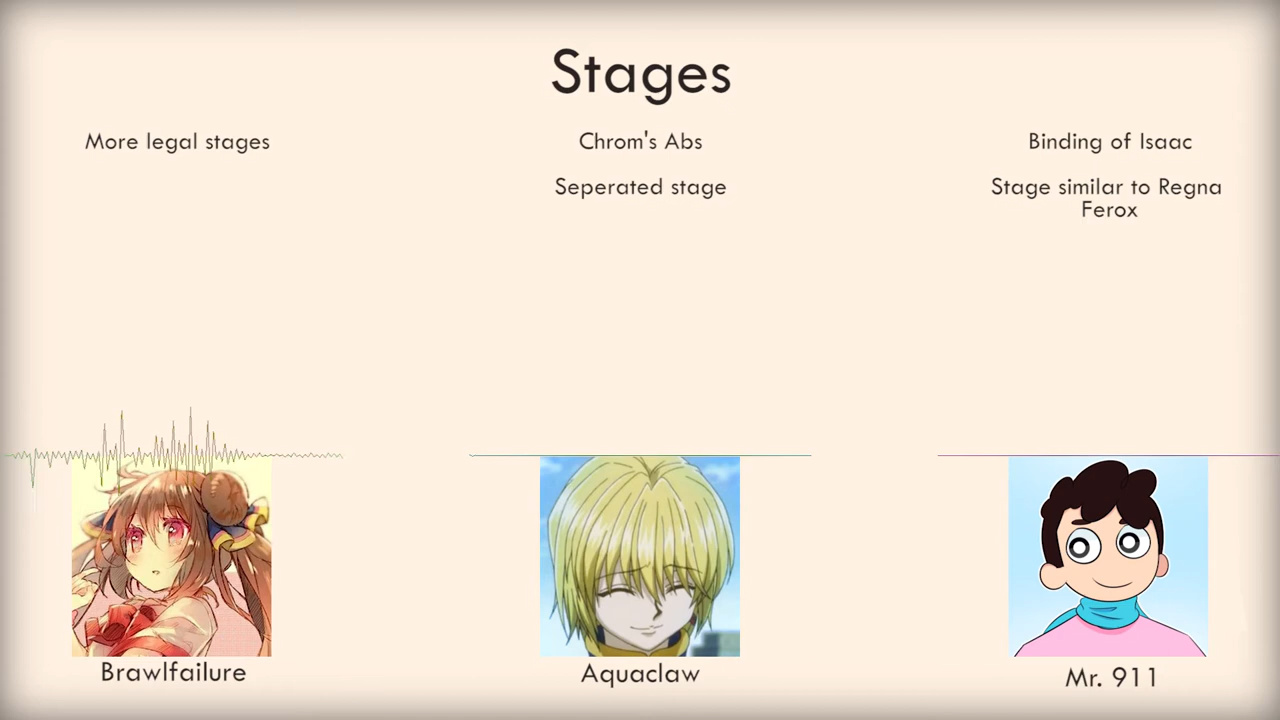 Stages
More legal stages
Chrom's Abs
Binding of Isaac
Seperated stage
Stage similar to Regna
Ferox
Brawlfailure
Aquaclaw
Mr. 911